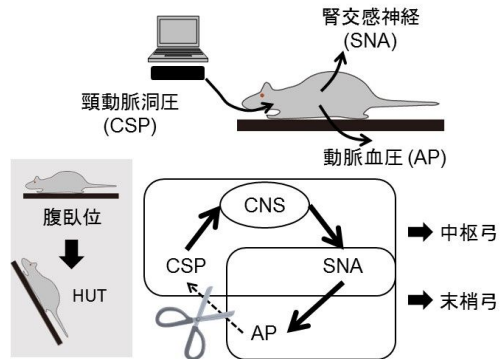 腎交感神経
(SNA)
頸動脈洞圧
(CSP)
動脈血圧 (AP)
腹臥位
HUT
CNS
CSP
SNA
AP
中枢弓
末梢弓